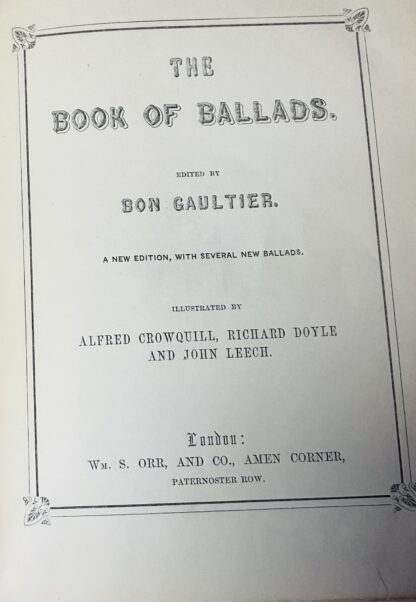 THE
BOOK OF BALLADS.
EDITED BY
BON GAULTIER.
A NEW EDITION, WITH SEVERAL NEW BALLADS.
ILLUSTRATED BY
ALFRED CROWQUILL, RICHARD DOYLE
AND JOHN LEECH.
London:
WM. S. ORR, AND CO., AMEN CORNER,
PATERNOSTER ROW.